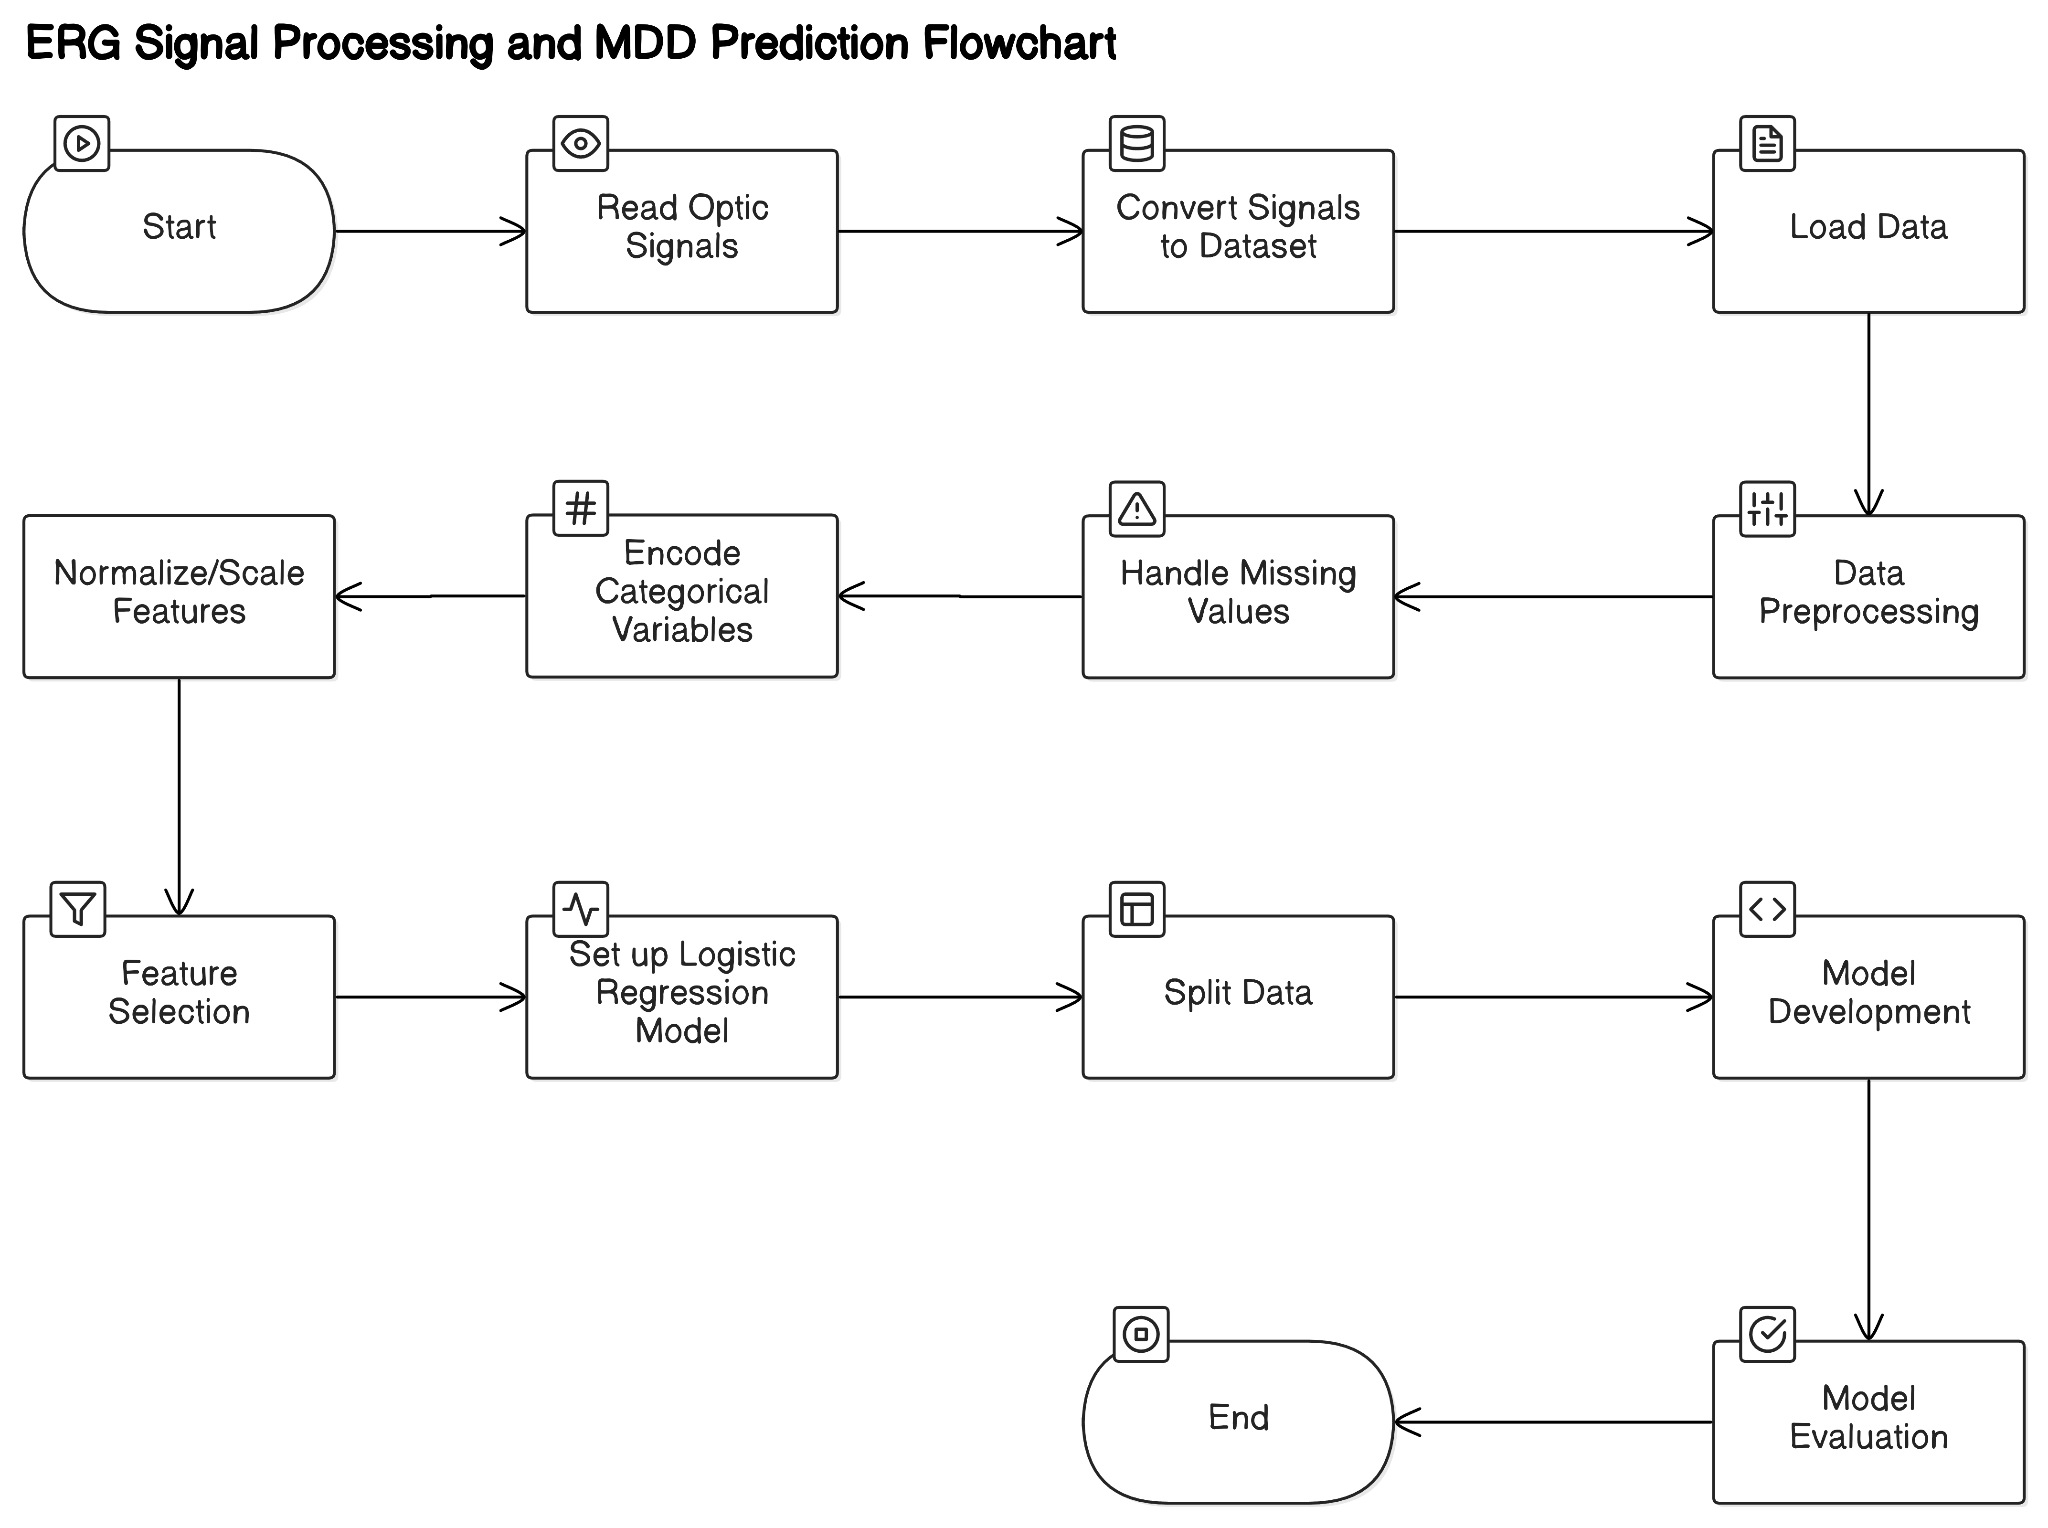 ERG Signal Processing and MDD Prediction Flowchart
Start
Read Optic
Signals
Convert Signals
to Dataset
Load Data
Normalize/Scale
Features
#
Encode
Categorical
Variables
Handle Missing
Values
Data
Preprocessing
Feature
Selection
Set up Logistic
Regression
Model
Split Data
Model
Development
End
Model
Evaluation